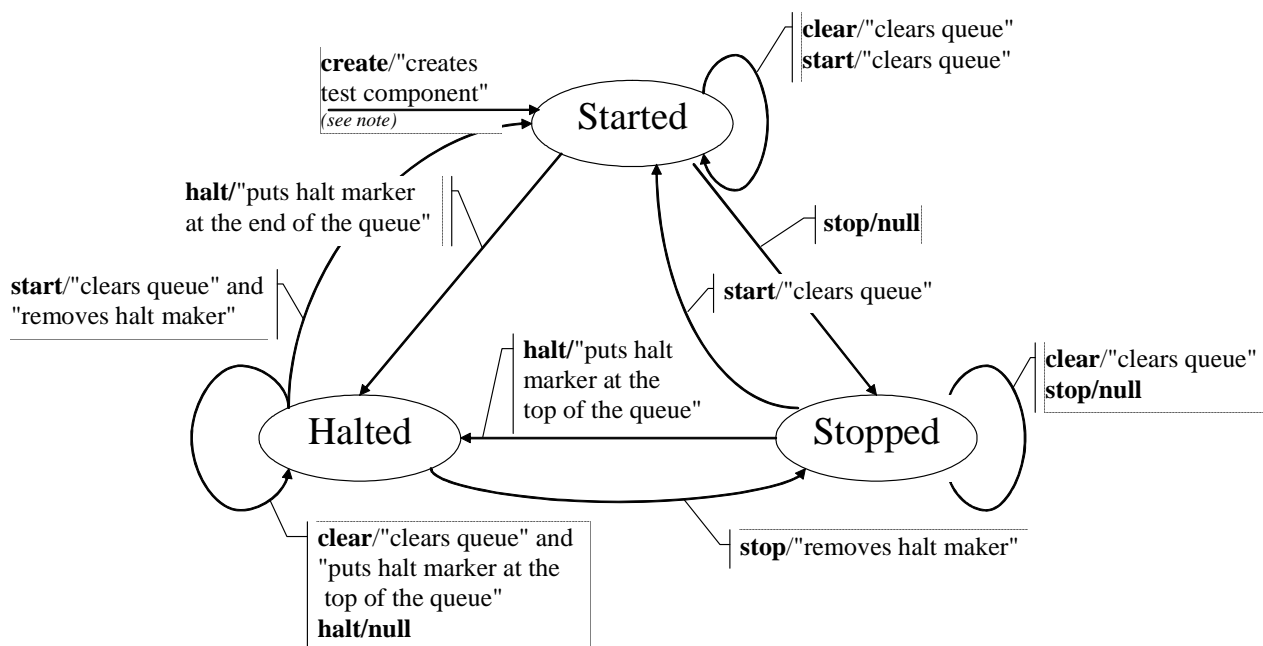 clear/"clears queue"
start/"clears queue"
create/"creates
test component"
(see note)
Started
halt/"puts halt marker
at the end of the queue"
stop/null
start/"clears queue" and
"removes halt maker"
start/"clears queue"
halt/"puts halt
marker at the
top of the queue"
clear/"clears queue"
stop/null
Halted
Stopped
clear/"clears queue" and
"puts halt marker at the
top of the queue"
halt/null
stop/"removes halt maker"